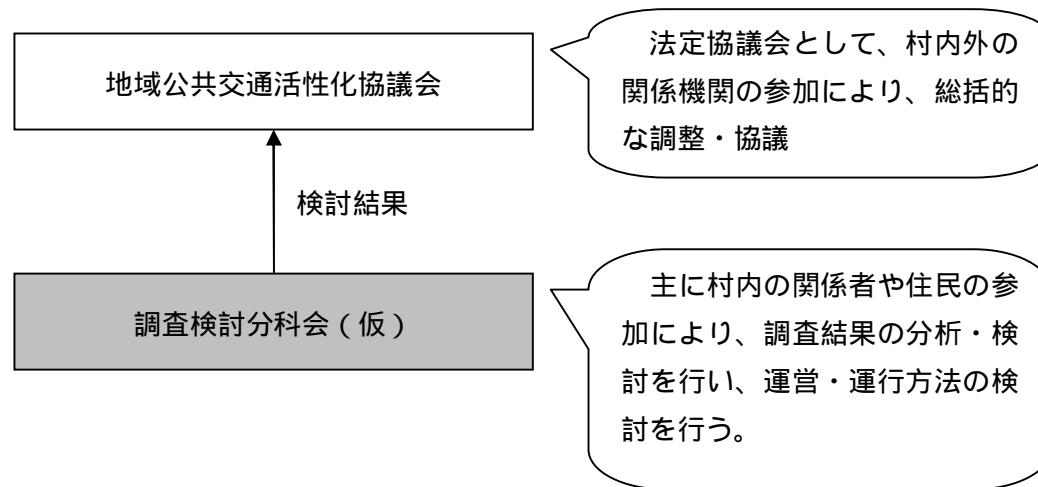 地域公共交通活性化協議会
法定協議会として、村内外の
関係機関の参加により、総括的
な調整・協議
検討結果
調査検討分科会（仮）
主に村内の関係者や住民の参
加により、調査結果の分析・検
討を行い、運営・運行方法の検
討を行う。